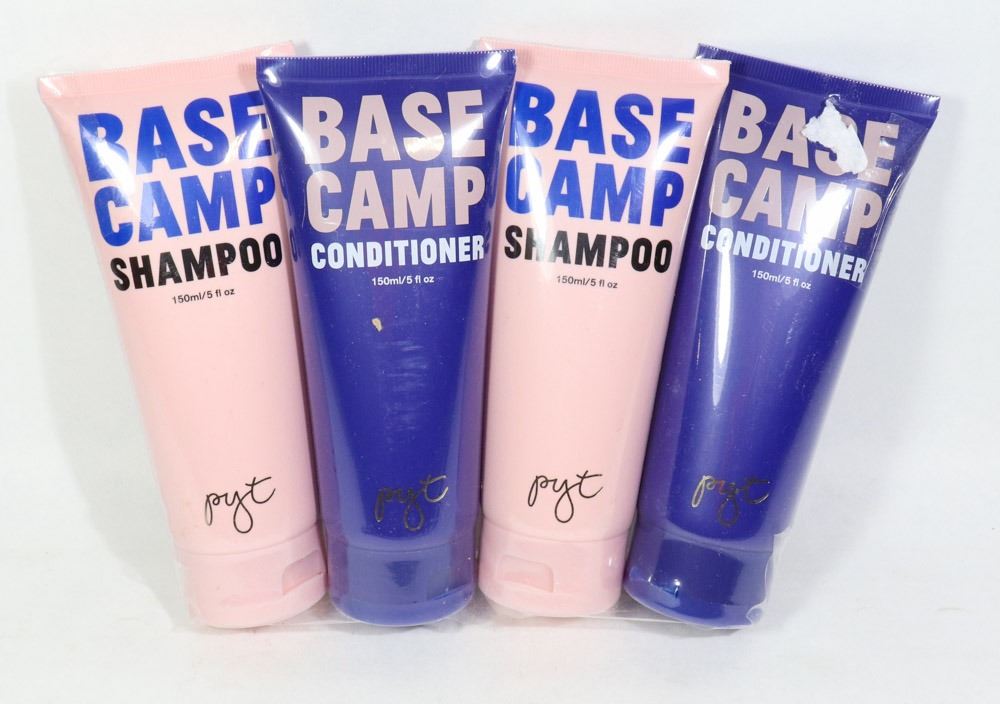 BASE
CAMP
SHAMPOO
150ml/5 fl oz
pyt
BASE
CAMP
CONDITIONER
150ml/5 fl oz
pyt
BASE
CAMP
SHAMPOO
150ml/5 fl oz
pyt
BASE
CAMP
CONDITIONER
150ml/5 fl oz
pyt